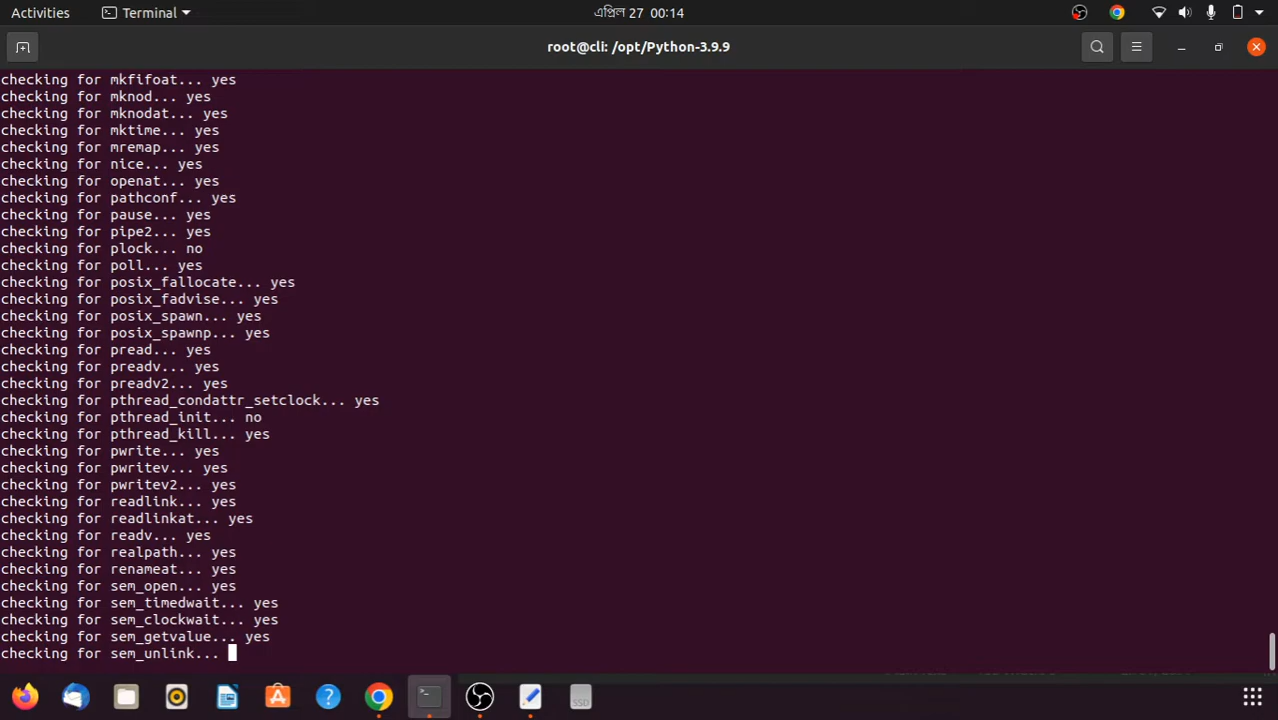 Activities
Terminal
এপ্রিল 27 00:14
root@cli: /opt/Python-3.9.9
checking for mkfifoat... yes
checking for mknod... yes
checking for mknodat... yes
checking for mktime... yes
checking for mremap... yes
checking for nice... yes
checking for openat... yes
checking for pathconf... yes
checking for pause... yes
checking for pipe2... yes
checking for plock... no
checking for poll... yes
checking for posix_fallocate... yes
checking for posix_fadvise... yes
checking for posix_spawn... yes
checking for posix_spawnp... yes
checking for pread... yes
checking for preadv... yes
checking for preadv2... yes
checking for pthread_condattr_setclock... yes
checking for pthread_init... no
checking for pthread_kill... yes
checking for pwrite... yes
checking for pwritev... yes
checking for pwritev2... yes
checking for readlink... yes
checking for readlinkat... yes
checking for readv... yes
checking for realpath... yes
checking for renameat... yes
checking for sem_open... yes
checking for sem_timedwait... yes
checking for sem_clockwait... yes
checking for sem_getvalue... yes
checking for sem_unlink...
SSD